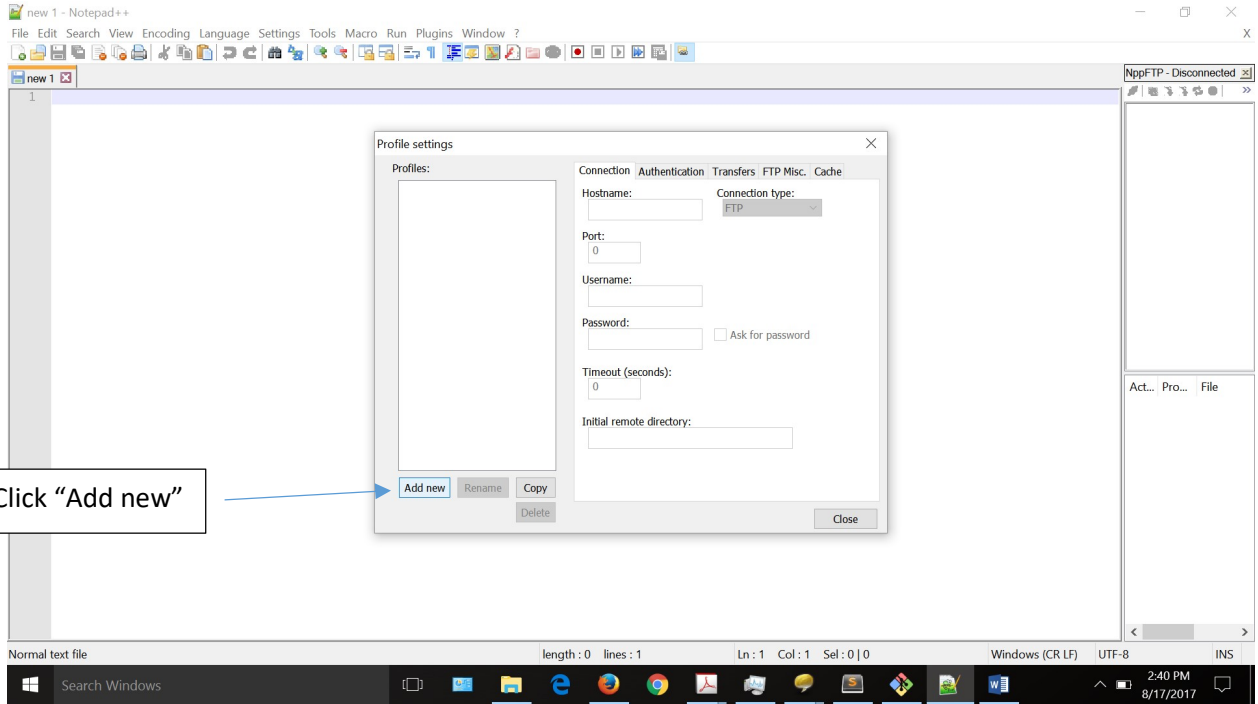 new 1 - Notepad++
File Edit Search View Encoding Language Settings Tools Macro Run Plugins Window ? X
new 1
NppFTP - Disconnected
1
Profile settings
Profiles:
Connection Authentication Transfers FTP Misc. Cache
Hostname: Connection type:
FTP
Port:
0
Username:
Password:
Ask for password
Timeout (seconds):
0
Initial remote directory:
Act... Pro... File
Add new Rename Copy
Delete
Close
Click “Add new”
Normal text file length : 0 lines : 1 Ln : 1 Col : 1 Sel : 0 | 0 Windows (CR LF) UTF-8 INS
Search Windows
2:40 PM
8/17/2017